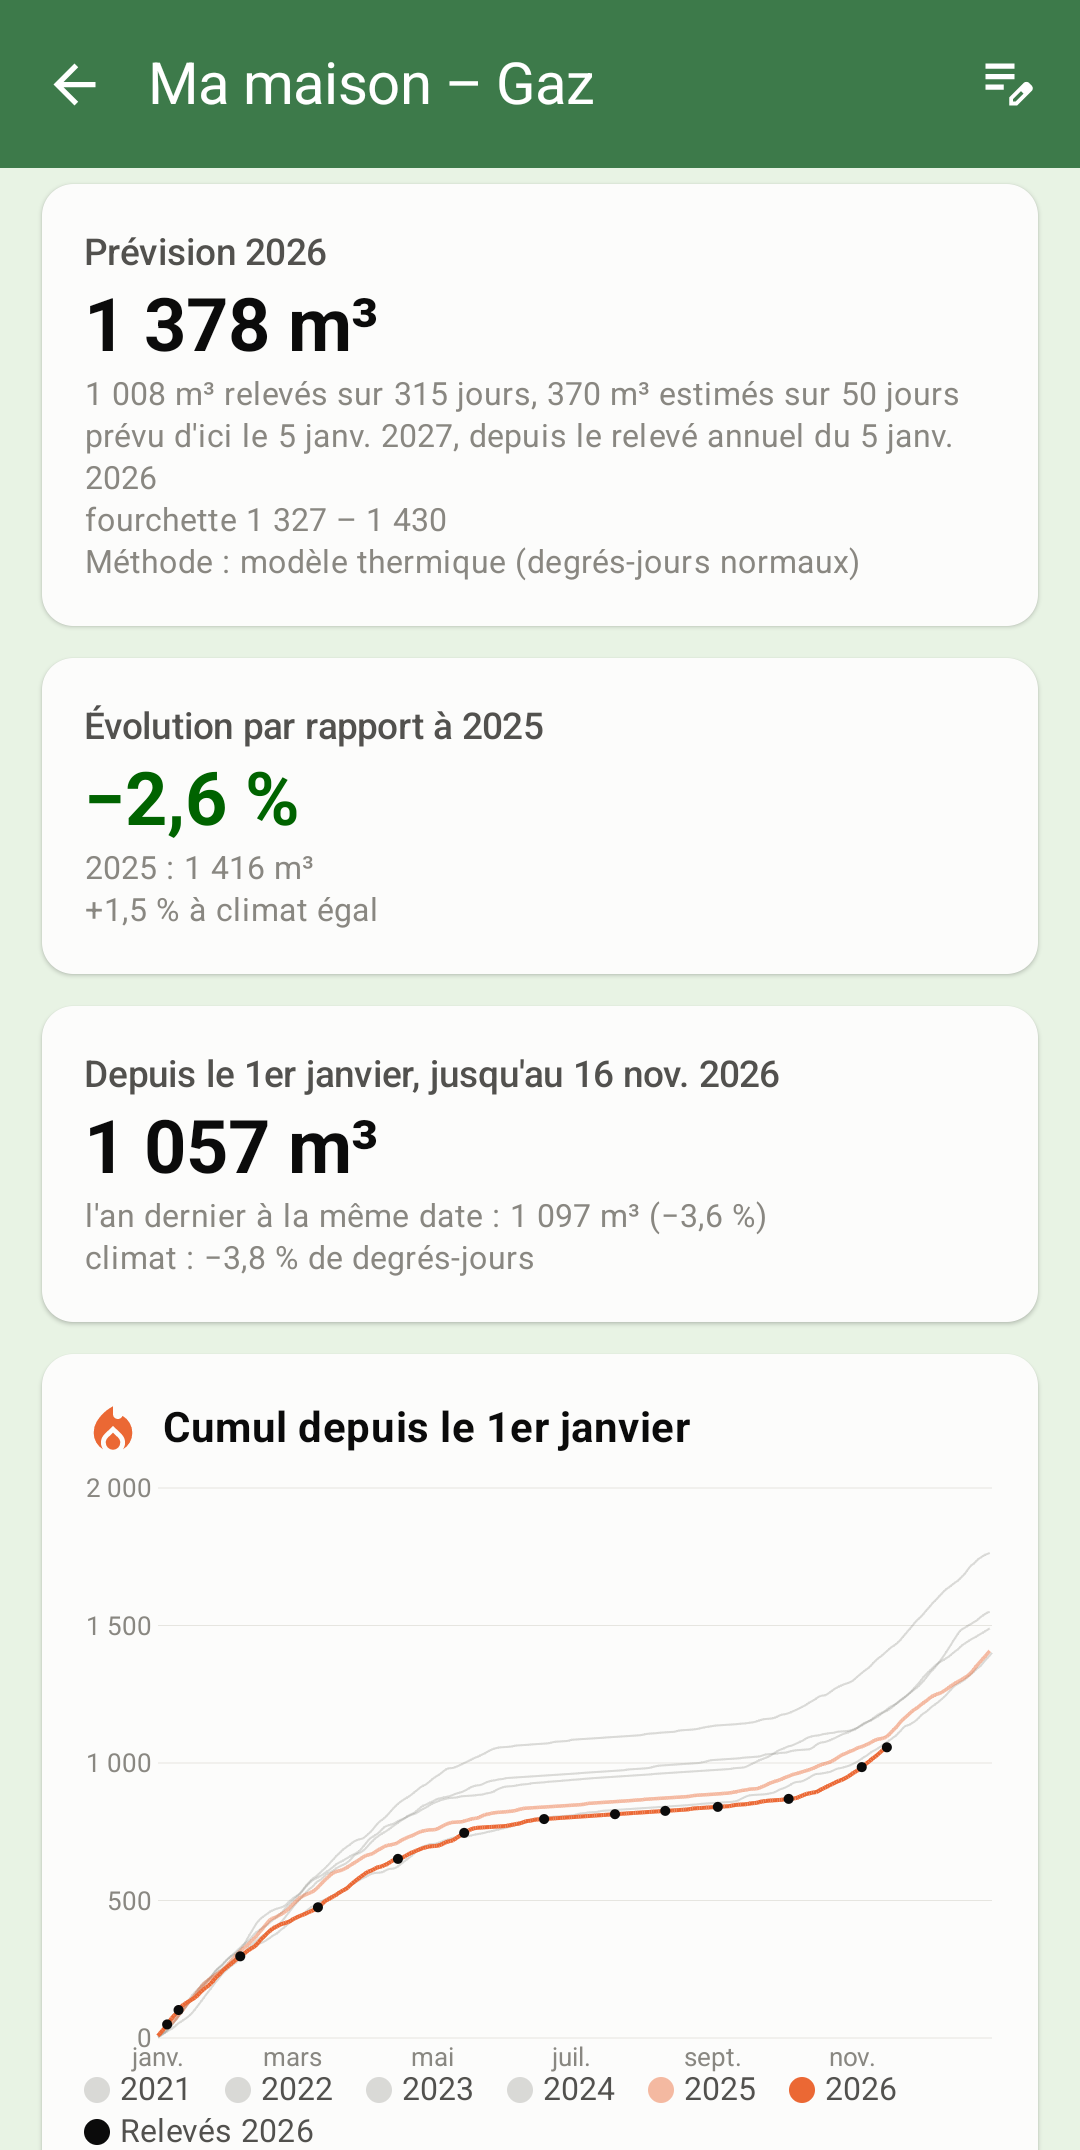 Ma maison – Gaz
Prévision 2026
1 378 m³
1 008 m³ relevés sur 315 jours, 370 m³ estimés sur 50 jours
prévu d'ici le 5 janv. 2027, depuis le relevé annuel du 5 janv.
2026
fourchette 1 327 – 1 430
Méthode : modèle thermique (degrés-jours normaux)
Évolution par rapport à 2025
−2,6 %
2025 : 1 416 m³
+1,5 % à climat égal
Depuis le 1er janvier, jusqu'au 16 nov. 2026
1 057 m³
l'an dernier à la même date : 1 097 m³ (−3,6 %)
climat : −3,8 % de degrés-jours
Cumul depuis le 1er janvier
2 000
1 500
1 000
500
0
janv. mars mai juil. sept. nov.
2021 2022 2023 2024 2025 2026
Relevés 2026